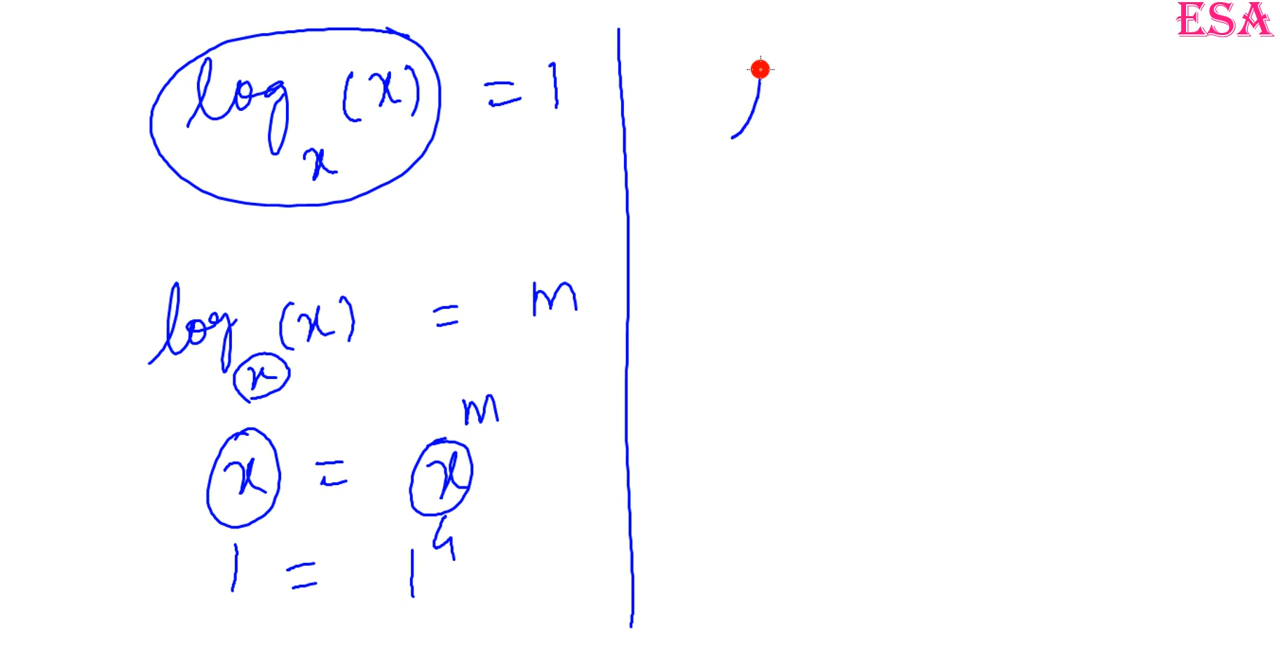 ESA
log_x (x) = 1
log_x (x) = m
x = x^m
1 = 1^4